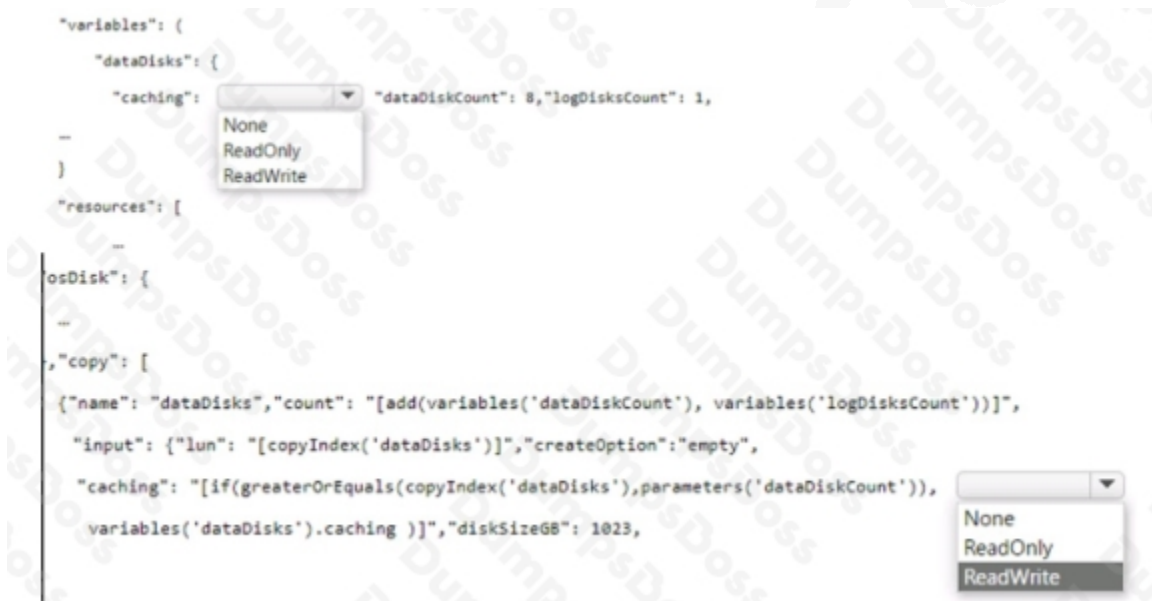 "variables": (
"dataDisks": {
"caching": "dataDiskCount": 8,"logDisksCount": 1,
None
ReadOnly
ReadWrite
…
}
"resources": [
…
osDisk": {
…
,"copy": [
{"name": "dataDisks","count": "[add(variables('dataDiskCount'), variables('logDisksCount'))]",
"input": {"lun": "[copyIndex('dataDisks')]","createOption":"empty",
"caching": "[if(greaterOrEquals(copyIndex('dataDisks'),parameters('dataDiskCount')),
variables('dataDisks').caching )]","diskSizeGB": 1023,
None
ReadOnly
ReadWrite
DumpsDoss